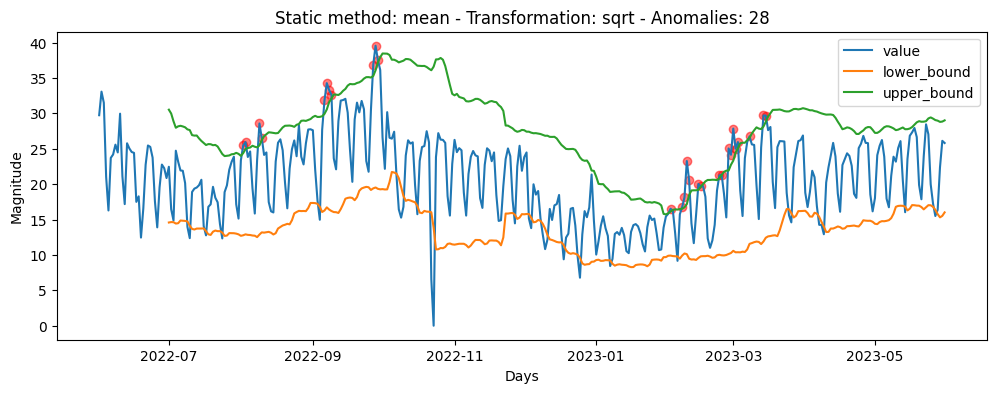 Static method: mean - Transformation: sqrt - Anomalies: 28
Magnitude
40
35
30
25
20
15
10
5
0
value
lower_bound
upper_bound
2022-07
2022-09
2022-11
2023-01
2023-03
2023-05
Days